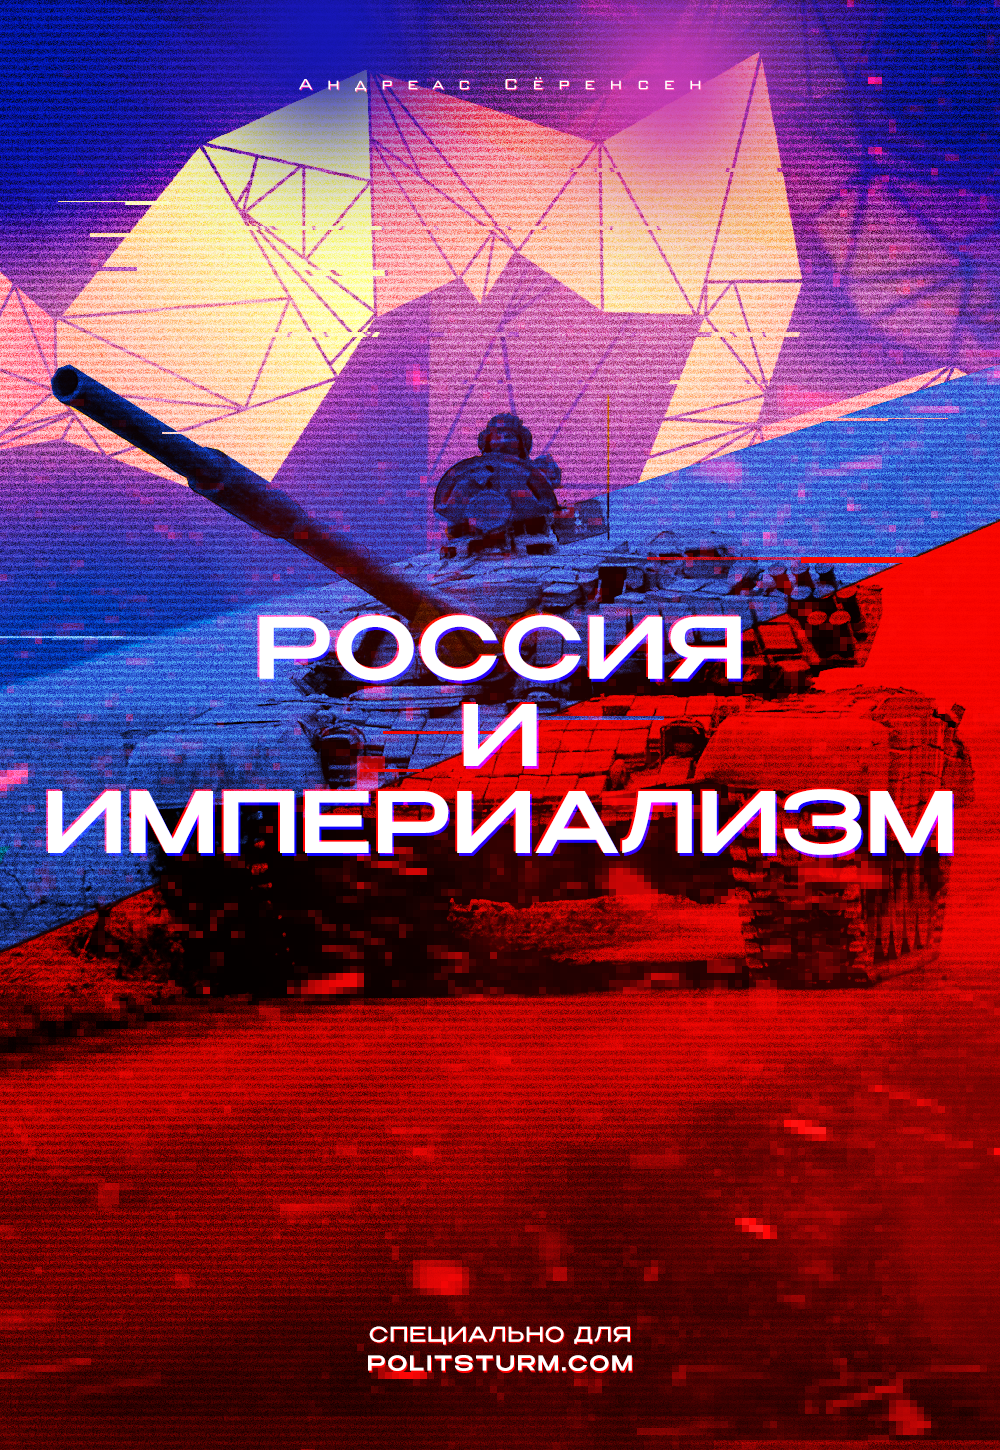 Андреас Сёренсен
РОССИЯ
И
ИМПЕРИАЛИЗМ
СПЕЦИАЛЬНО ДЛЯ
POLITSTURM.COM